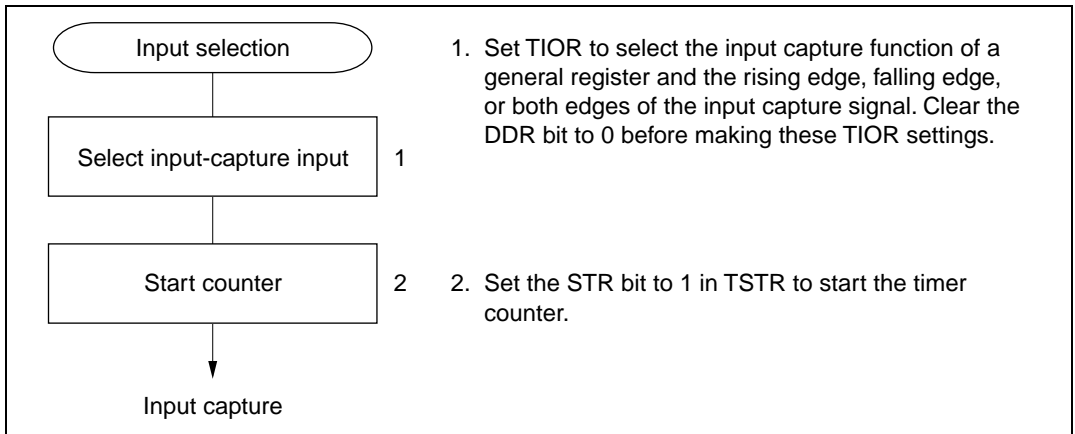 Input selection
1. Set TIOR to select the input capture function of a
general register and the rising edge, falling edge,
or both edges of the input capture signal. Clear the
DDR bit to 0 before making these TIOR settings.
Select input-capture input 1
Start counter 2
2. Set the STR bit to 1 in TSTR to start the timer
counter.
Input capture